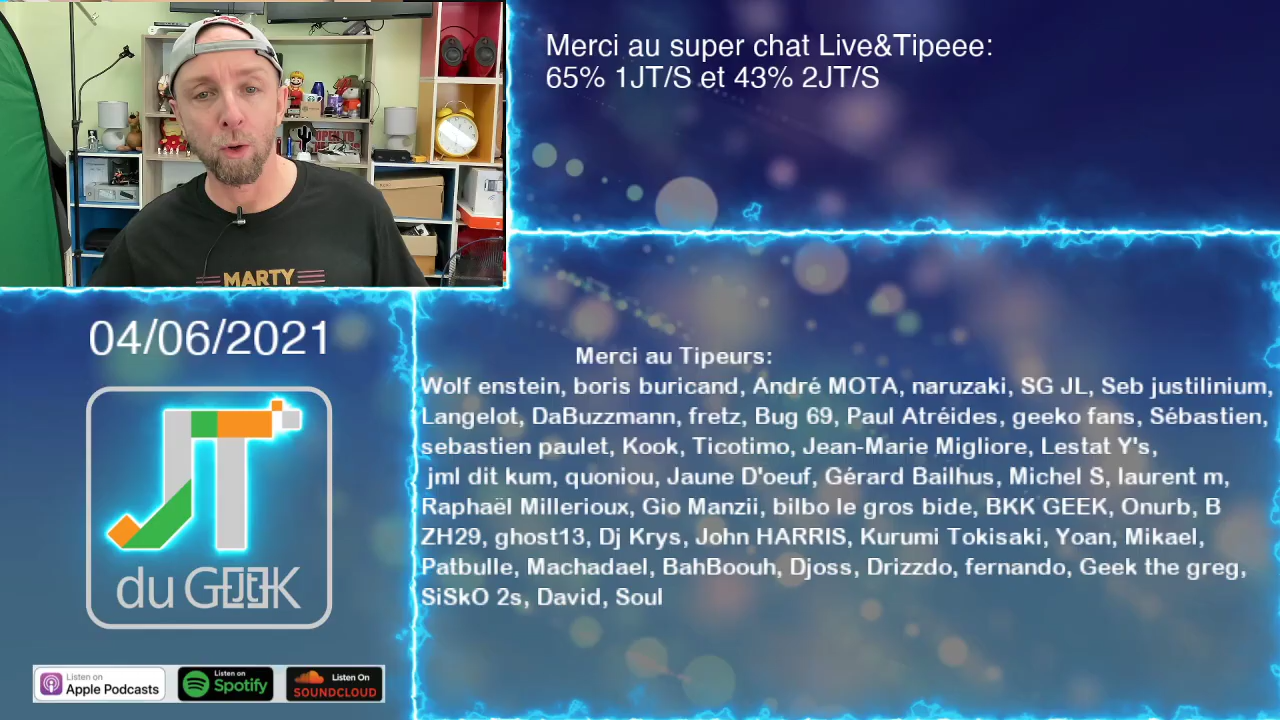 Merci au super chat Live&Tipeee:
65% 1JT/S et 43% 2JT/S
MARTY
04/06/2021
Merci au Tipeurs:
Wolf enstein, boris buricand, André MOTA, naruzaki, SG JL, Seb justilinium,
Langelot, DaBuzzmann, fretz, Bug 69, Paul Atréides, geeko fans, Sébastien,
sebastien paulet, Kook, Ticotimo, Jean-Marie Migliore, Lestat Y's,
jml dit kum, quoniou, Jaune D'oeuf, Gérard Bailhus, Michel S, laurent m,
Raphaël Millerioux, Gio Manzii, bilbo le gros bide, BKK GEEK, Onurb, B
ZH29, ghost13, Dj Krys, John HARRIS, Kurumi Tokisaki, Yoan, Mikael,
Patbulle, Machadael, BahBoouh, Djoss, Drizzdo, fernando, Geek the greg,
SiSkO 2s, David, Soul
JT
du GEEK
Listen on
Apple Podcasts
Listen on
Spotify
Listen On
SOUNDCLOUD